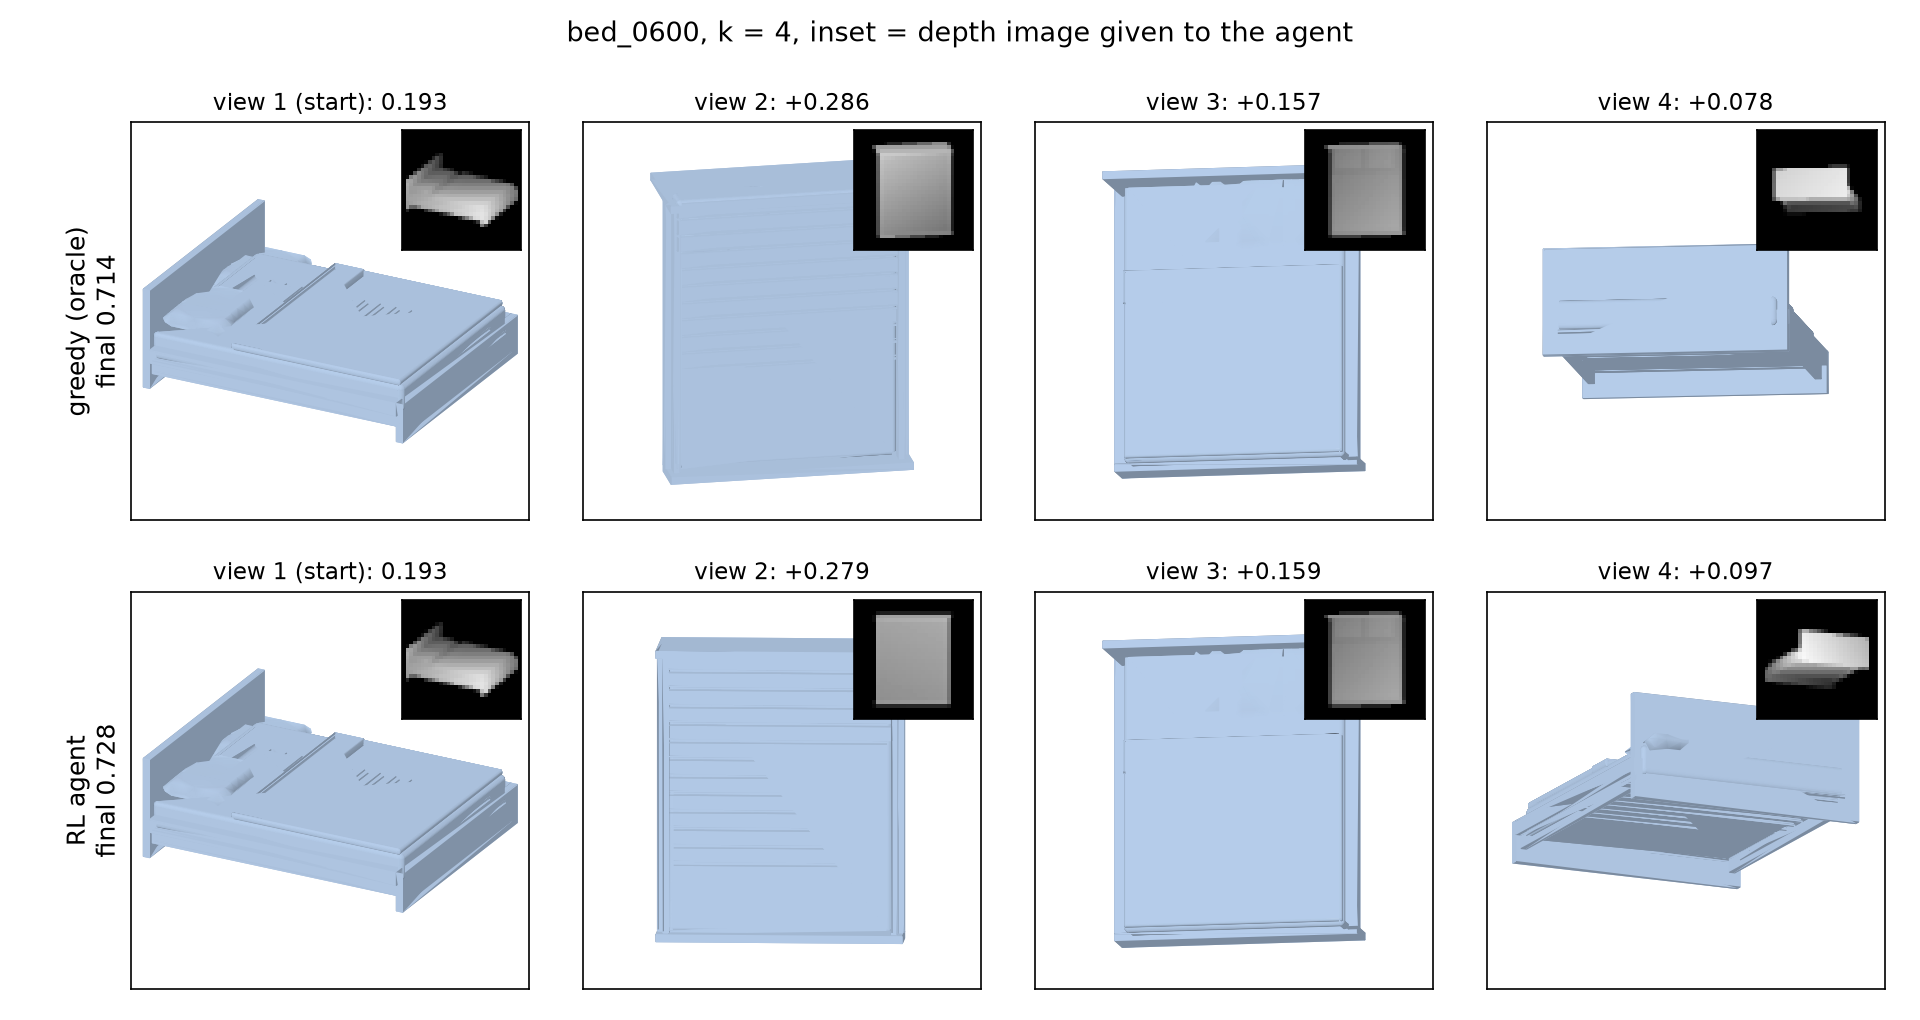 bed_0600, k = 4, inset = depth image given to the agent
greedy (oracle)
final 0.714
view 1 (start): 0.193
view 2: +0.286
view 3: +0.157
view 4: +0.078
RL agent
final 0.728
view 1 (start): 0.193
view 2: +0.279
view 3: +0.159
view 4: +0.097